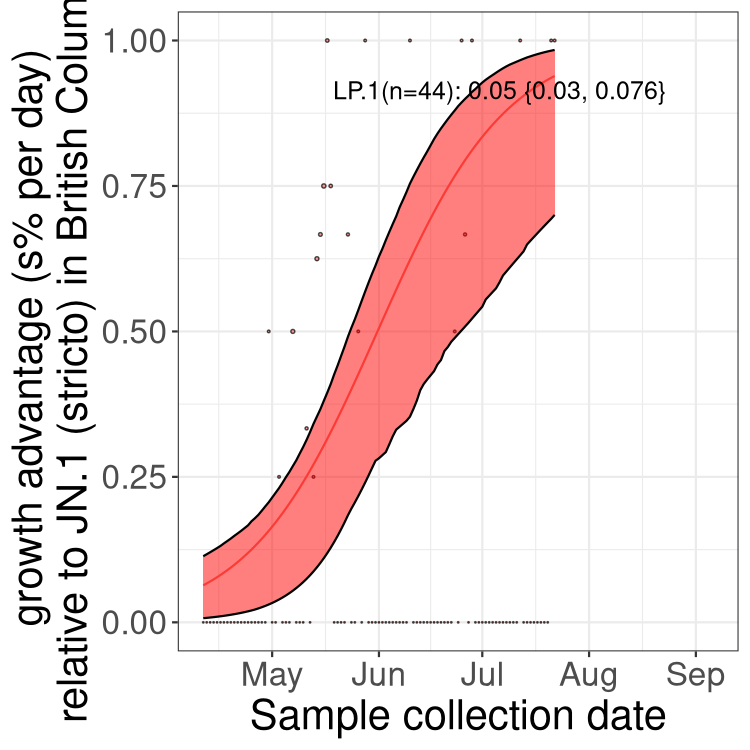 growth advantage (s% per day)
relative to JN.1 (stricto) in British Colum
1.00
0.75
0.50
0.25
0.00
LP.1(n=44): 0.05 {0.03, 0.076}
May Jun Jul Aug Sep
Sample collection date